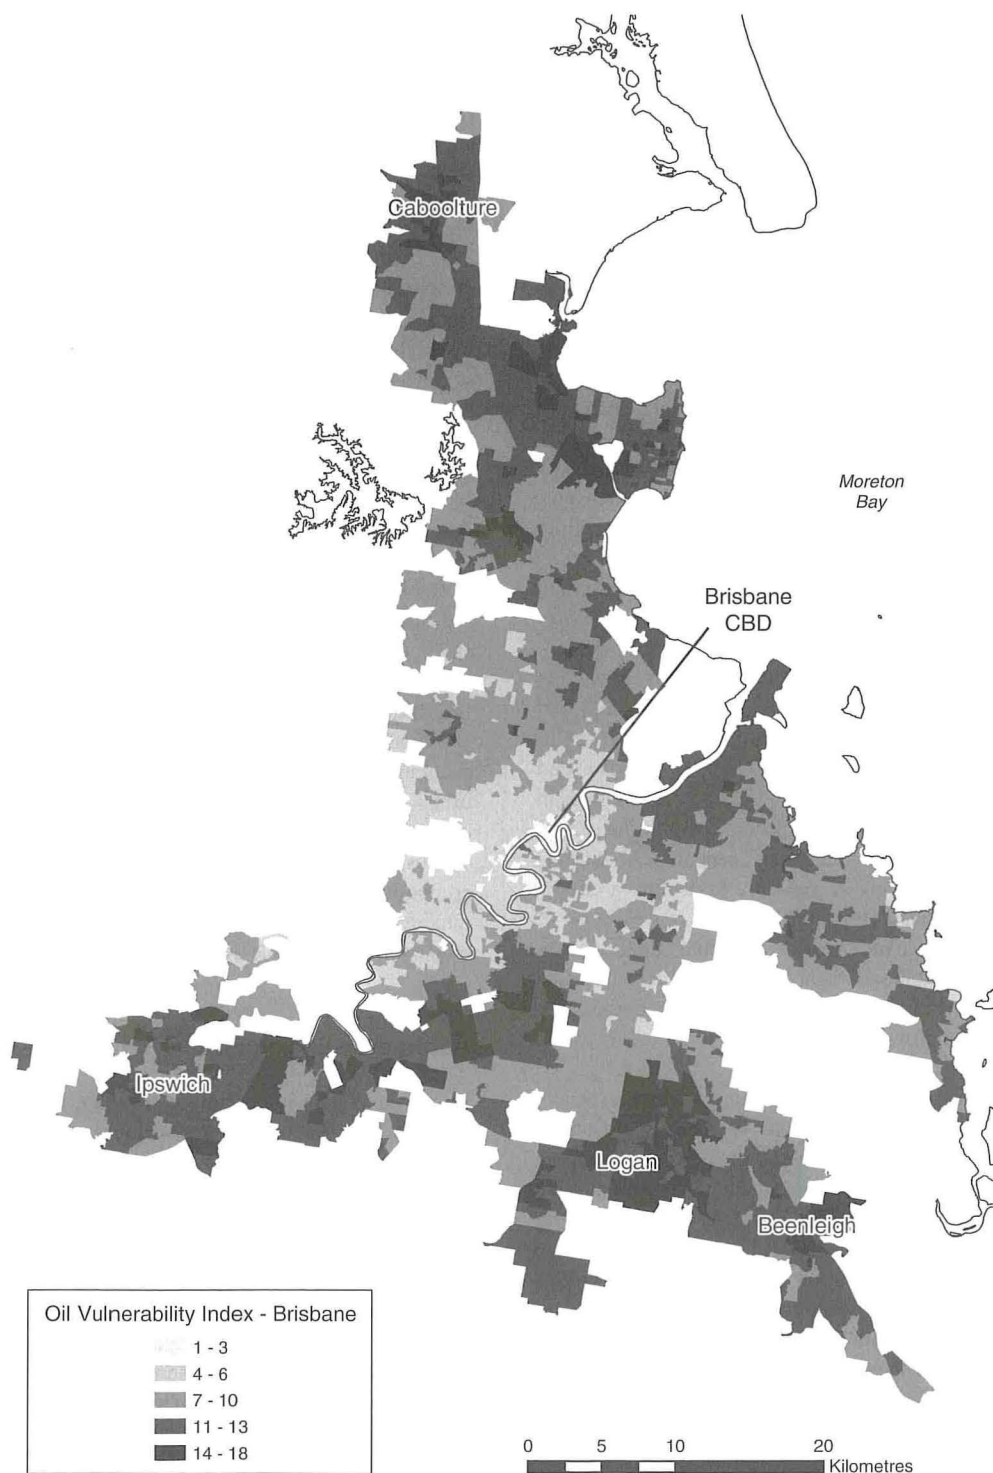 Caboolture
Moreton
Bay
Brisbane
CBD
Ipswich
Logan
Beenleigh
Oil Vulnerability Index - Brisbane
1 - 3
4 - 6
7 - 10
11 - 13
14 - 18
0 5 10 20
Kilometres